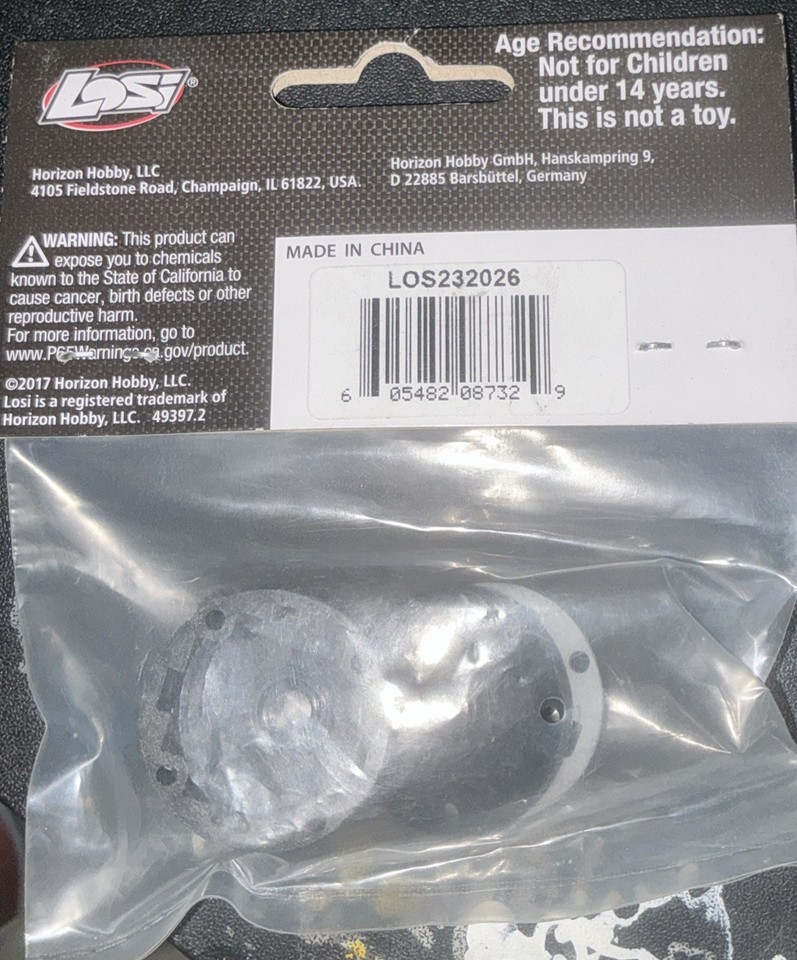 LOSi®
Age Recommendation:
Not for Children
under 14 years.
This is not a toy.
Horizon Hobby, LLC
4105 Fieldstone Road, Champaign, IL 61822, USA.
Horizon Hobby GmbH, Hanskampring 9,
D 22885 Barsbüttel, Germany
WARNING: This product can
expose you to chemicals
known to the State of California to
cause cancer, birth defects or other
reproductive harm.
For more information, go to
www.P65Warnings.ca.gov/product.
©2017 Horizon Hobby, LLC.
Losi is a registered trademark of
Horizon Hobby, LLC. 49397.2
MADE IN CHINA
LOS232026
6 05482 08732 9